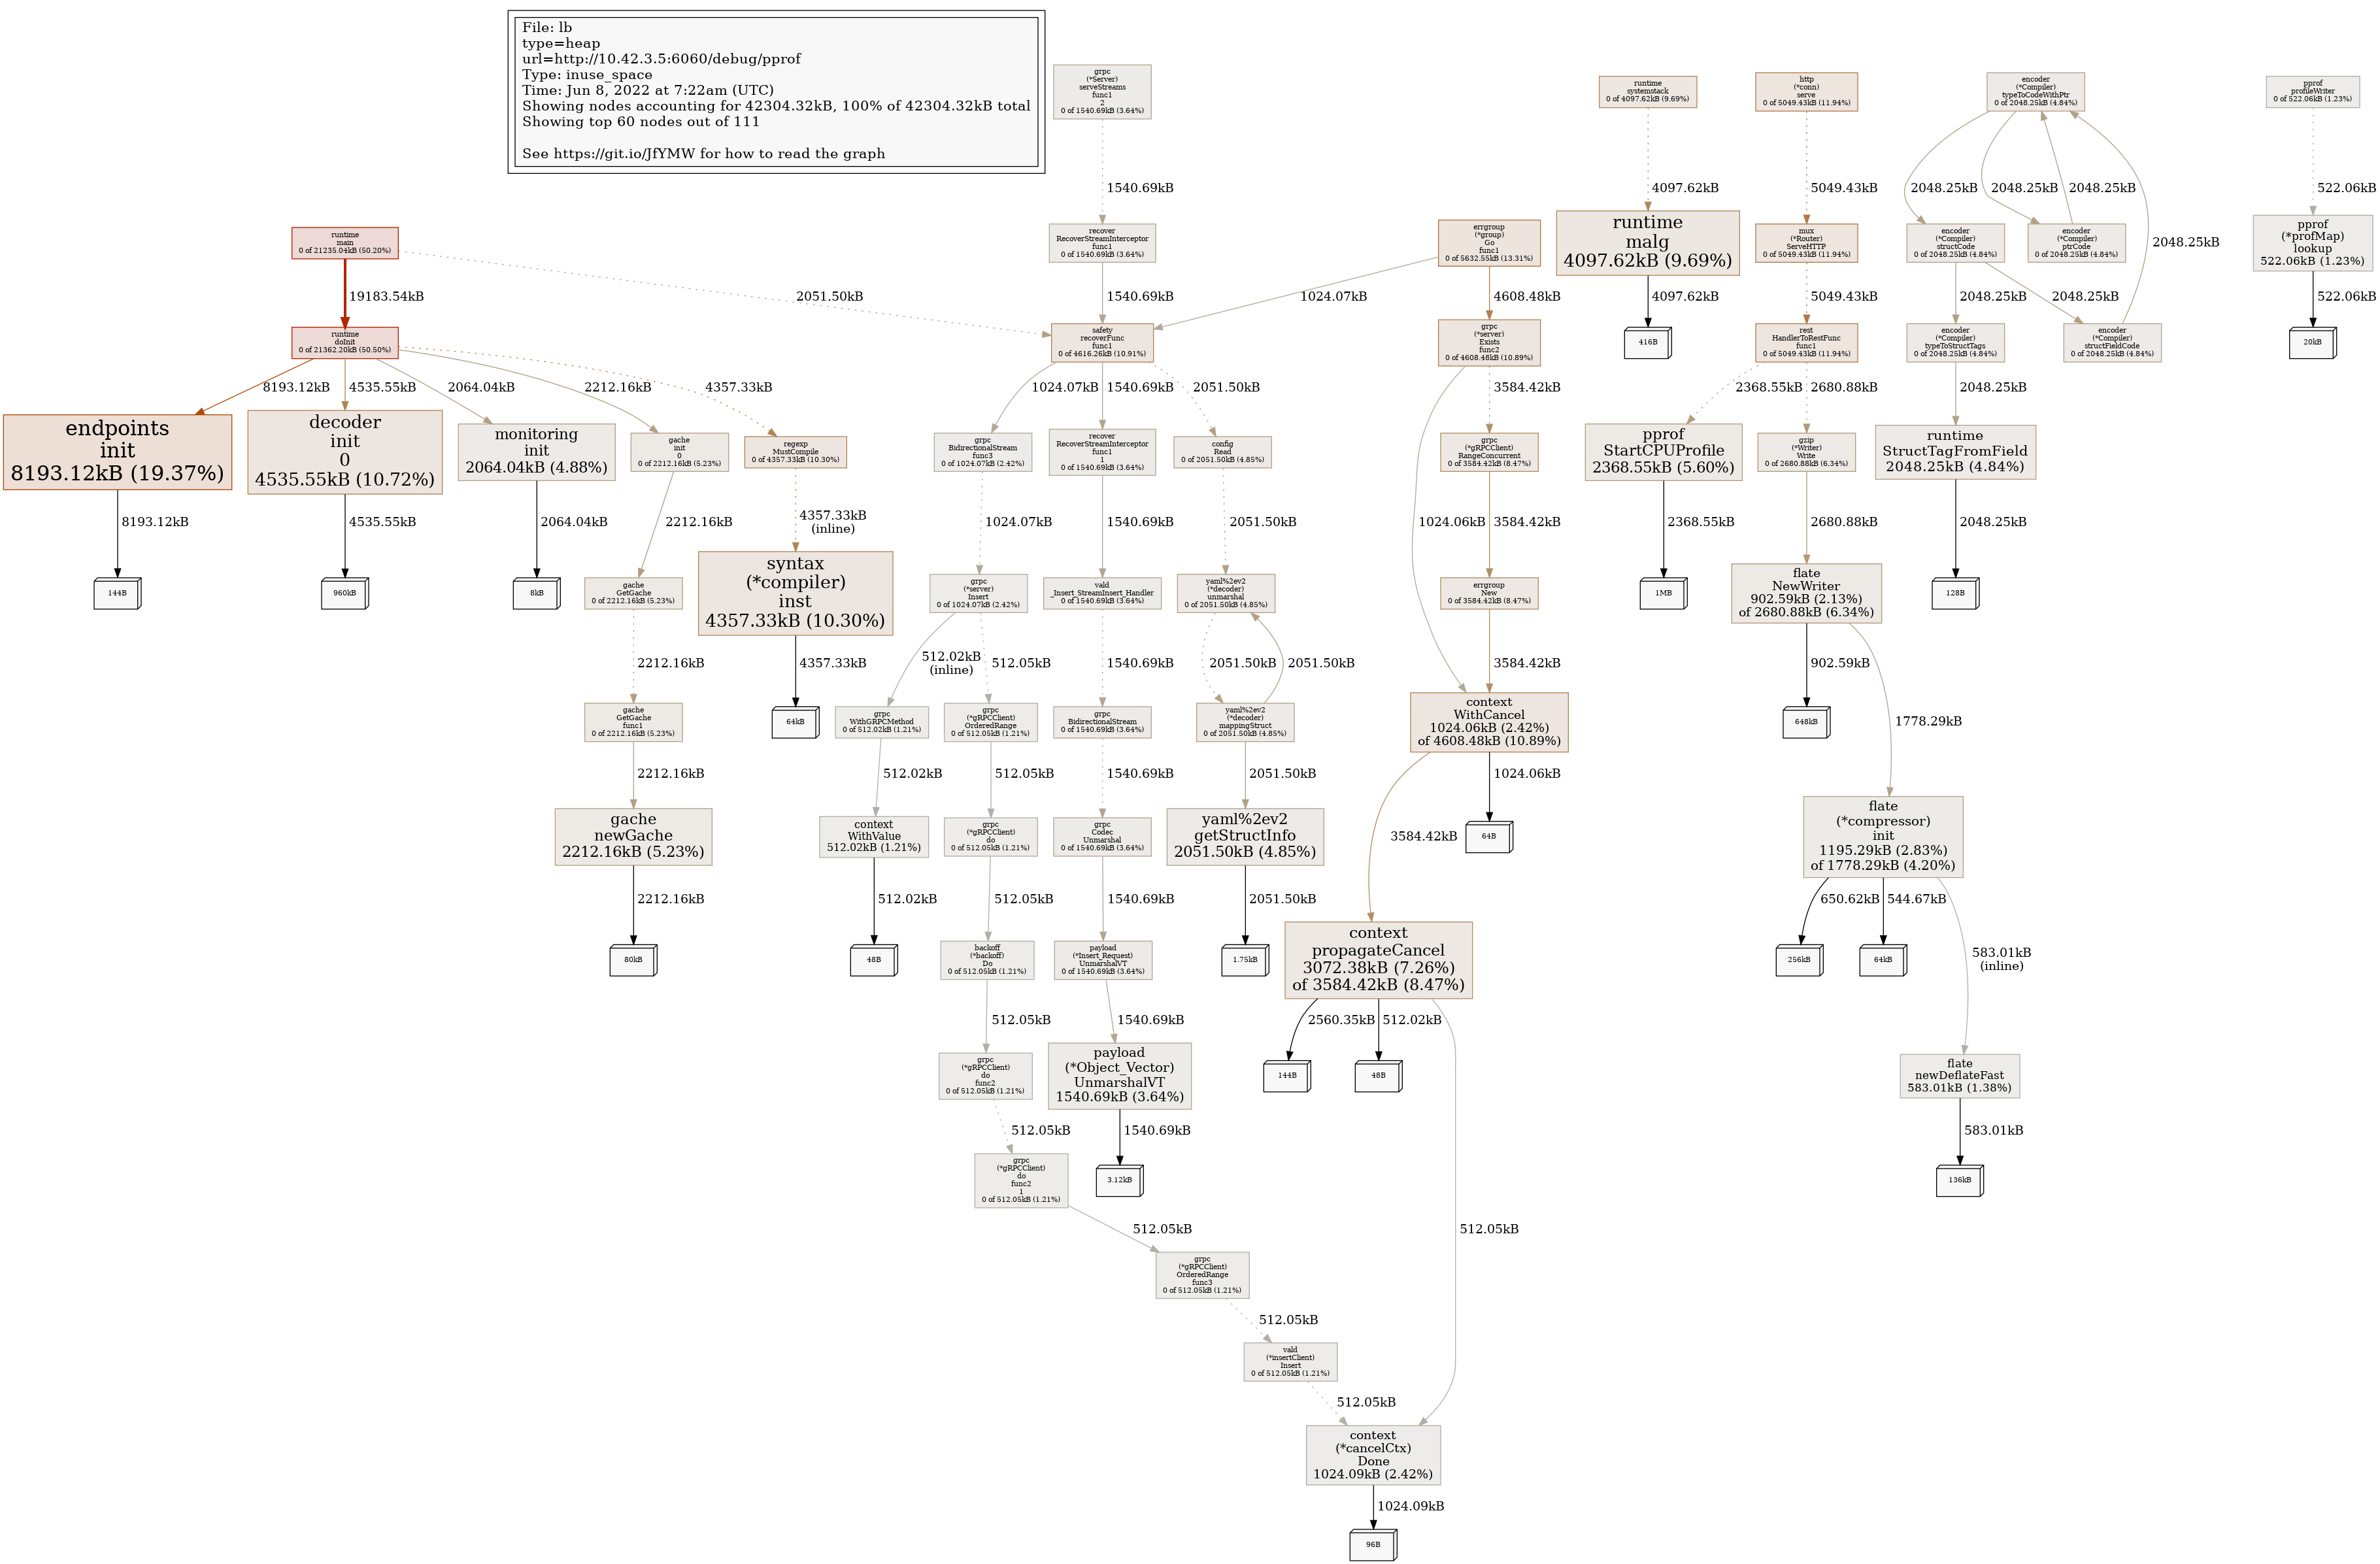 File: lb
type=heap
url=http://10.42.3.5:6060/debug/pprof
Type: inuse_space
Time: Jun 8, 2022 at 7:22am (UTC)
Showing nodes accounting for 42304.32kB, 100% of 42304.32kB total
Showing top 60 nodes out of 111
See https://git.io/JfYMW for how to read the graph
grpc
(*Server)
serveStreams
func1
2
0 of 1540.69kB (3.64%)
runtime
systemstack
0 of 4097.62kB (9.69%)
http
(*conn)
serve
0 of 5049.43kB (11.94%)
encoder
(*Compiler)
typeToCodeWithPtr
0 of 2048.25kB (4.84%)
pprof
profileWriter
0 of 522.06kB (1.23%)
1540.69kB
4097.62kB
5049.43kB
2048.25kB
2048.25kB
2048.25kB
522.06kB
runtime
main
0 of 21235.04kB (50.20%)
recover
RecoverStreamInterceptor
func1
0 of 1540.69kB (3.64%)
errgroup
(*group)
Go
func1
0 of 5632.55kB (13.31%)
runtime
malg
4097.62kB (9.69%)
mux
(*Router)
ServeHTTP
0 of 5049.43kB (11.94%)
encoder
(*Compiler)
structCode
0 of 2048.25kB (4.84%)
encoder
(*Compiler)
ptrCode
0 of 2048.25kB (4.84%)
2048.25kB
pprof
(*profMap)
lookup
522.06kB (1.23%)
19183.54kB
2051.50kB
1540.69kB
1024.07kB
4608.48kB
4097.62kB
5049.43kB
2048.25kB
2048.25kB
522.06kB
runtime
doInit
0 of 21362.20kB (50.50%)
safety
recoverFunc
func1
0 of 4616.26kB (10.91%)
grpc
(*server)
Exists
func2
0 of 4608.48kB (10.89%)
416B
rest
HandlerToRestFunc
func1
0 of 5049.43kB (11.94%)
encoder
(*Compiler)
typeToStructTags
0 of 2048.25kB (4.84%)
encoder
(*Compiler)
structFieldCode
0 of 2048.25kB (4.84%)
20kB
8193.12kB
4535.55kB
2064.04kB
2212.16kB
4357.33kB
1024.07kB
1540.69kB
2051.50kB
3584.42kB
2368.55kB
2680.88kB
2048.25kB
endpoints
init
8193.12kB (19.37%)
decoder
init
0
4535.55kB (10.72%)
monitoring
init
2064.04kB (4.88%)
gache
init
0
0 of 2212.16kB (5.23%)
regexp
MustCompile
0 of 4357.33kB (10.30%)
grpc
BidirectionalStream
func3
0 of 1024.07kB (2.42%)
recover
RecoverStreamInterceptor
func1
1
0 of 1540.69kB (3.64%)
config
Read
0 of 2051.50kB (4.85%)
1024.06kB
grpc
(*gRPCClient)
RangeConcurrent
0 of 3584.42kB (8.47%)
pprof
StartCPUProfile
2368.55kB (5.60%)
gzip
(*Writer)
Write
0 of 2680.88kB (6.34%)
runtime
StructTagFromField
2048.25kB (4.84%)
8193.12kB
4535.55kB
2064.04kB
2212.16kB
4357.33kB
(inline)
1024.07kB
1540.69kB
2051.50kB
3584.42kB
2368.55kB
2680.88kB
2048.25kB
144B
960kB
8kB
gache
GetGache
0 of 2212.16kB (5.23%)
syntax
(*compiler)
inst
4357.33kB (10.30%)
grpc
(*server)
Insert
0 of 1024.07kB (2.42%)
vald
_Insert_StreamInsert_Handler
0 of 1540.69kB (3.64%)
yaml%2ev2
(*decoder)
unmarshal
0 of 2051.50kB (4.85%)
errgroup
New
0 of 3584.42kB (8.47%)
1MB
flate
NewWriter
902.59kB (2.13%)
of 2680.88kB (6.34%)
128B
2212.16kB
4357.33kB
512.02kB
(inline)
512.05kB
1540.69kB
2051.50kB
2051.50kB
3584.42kB
902.59kB
1778.29kB
gache
GetGache
func1
0 of 2212.16kB (5.23%)
64kB
grpc
WithGRPCMethod
0 of 512.02kB (1.21%)
grpc
(*gRPCClient)
OrderedRange
0 of 512.05kB (1.21%)
grpc
BidirectionalStream
0 of 1540.69kB (3.64%)
yaml%2ev2
(*decoder)
mappingStruct
0 of 2051.50kB (4.85%)
context
WithCancel
1024.06kB (2.42%)
of 4608.48kB (10.89%)
648kB
2212.16kB
512.02kB
512.05kB
1540.69kB
2051.50kB
3584.42kB
1024.06kB
gache
newGache
2212.16kB (5.23%)
context
WithValue
512.02kB (1.21%)
grpc
(*gRPCClient)
do
0 of 512.05kB (1.21%)
grpc
Codec
Unmarshal
0 of 1540.69kB (3.64%)
yaml%2ev2
getStructInfo
2051.50kB (4.85%)
64B
flate
(*compressor)
init
1195.29kB (2.83%)
of 1778.29kB (4.20%)
2212.16kB
512.02kB
512.05kB
1540.69kB
2051.50kB
650.62kB
544.67kB
583.01kB
(inline)
80kB
48B
backoff
(*backoff)
Do
0 of 512.05kB (1.21%)
payload
(*Insert_Request)
UnmarshalVT
0 of 1540.69kB (3.64%)
1.75kB
context
propagateCancel
3072.38kB (7.26%)
of 3584.42kB (8.47%)
256kB
64kB
512.05kB
1540.69kB
2560.35kB
512.02kB
512.05kB
grpc
(*gRPCClient)
do
func2
0 of 512.05kB (1.21%)
payload
(*Object_Vector)
UnmarshalVT
1540.69kB (3.64%)
144B
48B
flate
newDeflateFast
583.01kB (1.38%)
512.05kB
1540.69kB
583.01kB
grpc
(*gRPCClient)
do
func2
1
0 of 512.05kB (1.21%)
3.12kB
136kB
512.05kB
grpc
(*gRPCClient)
OrderedRange
func3
0 of 512.05kB (1.21%)
512.05kB
vald
(*insertClient)
Insert
0 of 512.05kB (1.21%)
512.05kB
context
(*cancelCtx)
Done
1024.09kB (2.42%)
1024.09kB
96B